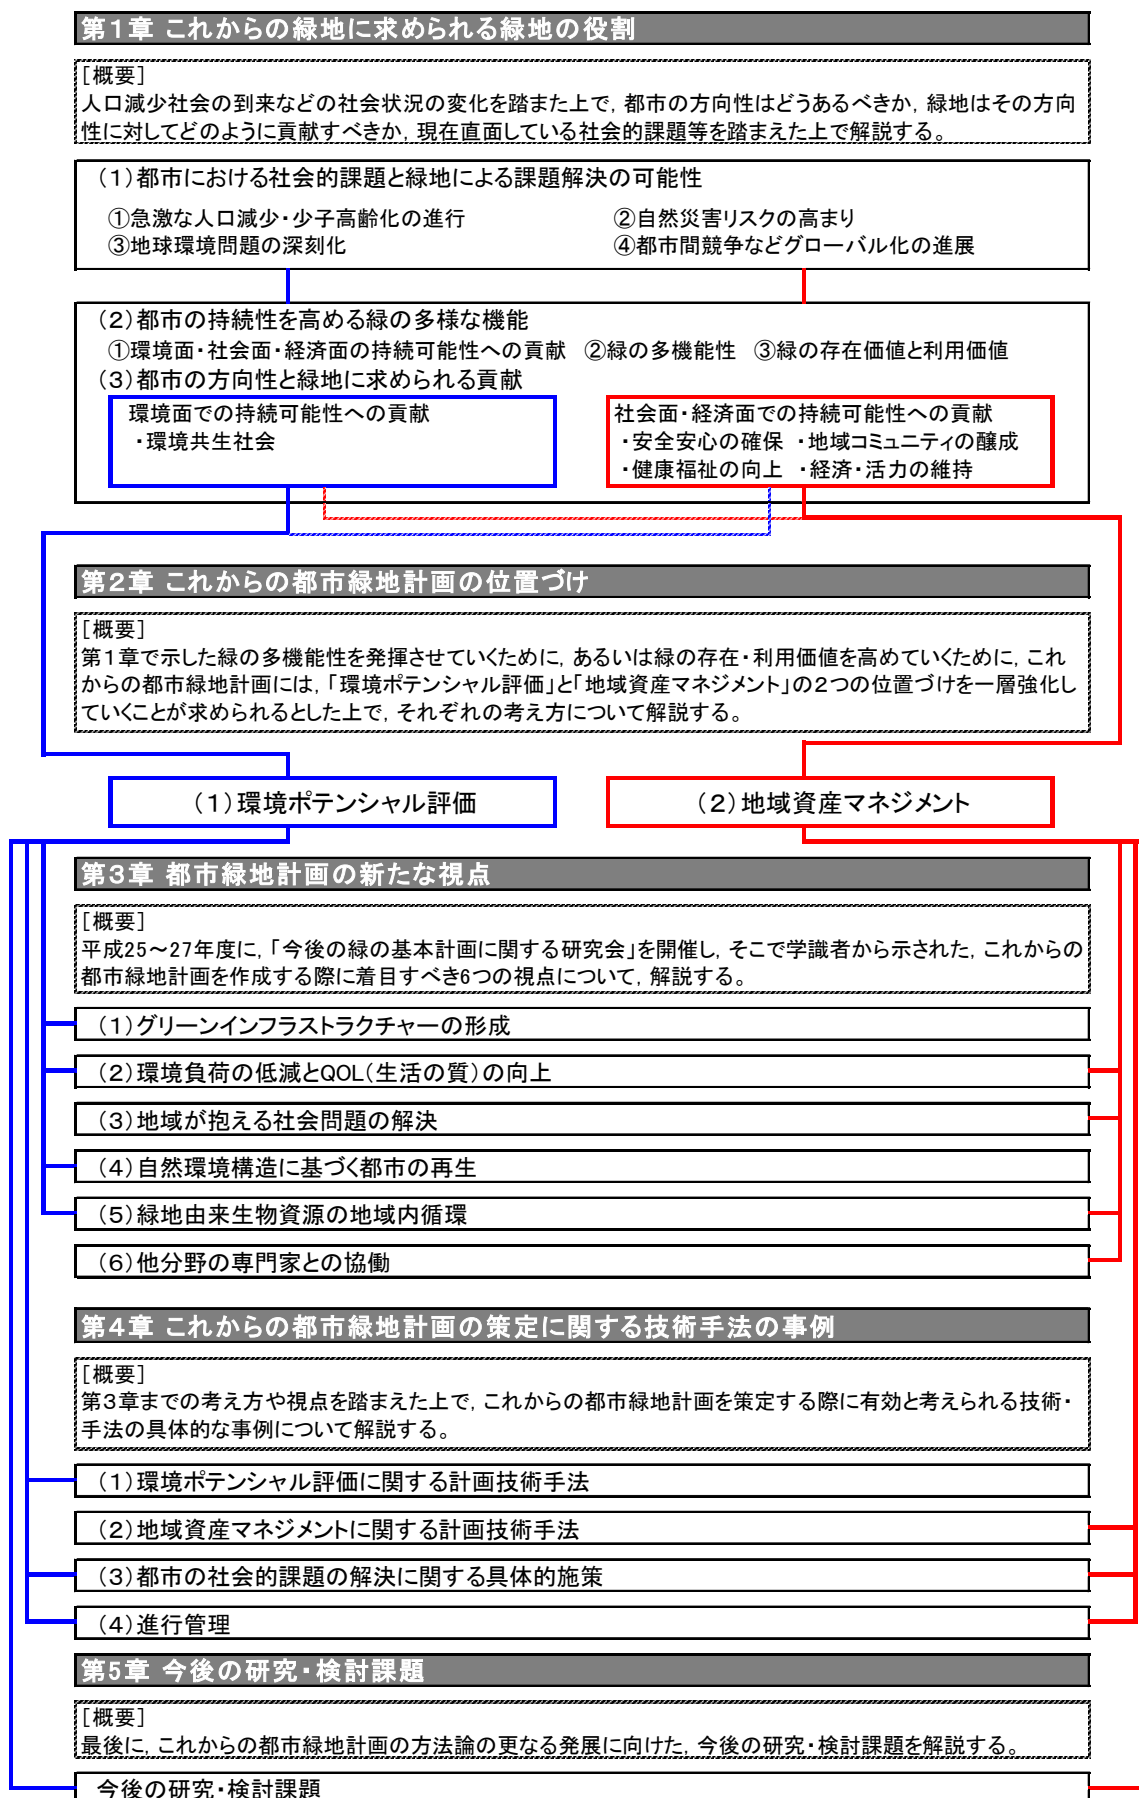 第1章 これからの緑地に求められる緑地の役割
［概要］
人口減少社会の到来などの社会状況の変化を踏また上で，都市の方向性はどうあるべきか，緑地はその方向
性に対してどのように貢献すべきか，現在直面している社会的課題等を踏まえた上で解説する。
（1）都市における社会的課題と緑地による課題解決の可能性
①急激な人口減少・少子高齢化の進行 ②自然災害リスクの高まり
③地球環境問題の深刻化 ④都市間競争などグローバル化の進展
（2）都市の持続性を高める緑の多様な機能
①環境面・社会面・経済面の持続可能性への貢献 ②緑の多機能性 ③緑の存在価値と利用価値
（3）都市の方向性と緑地に求められる貢献
環境面での持続可能性への貢献
・環境共生社会
社会面・経済面での持続可能性への貢献
・安全安心の確保 ・地域コミュニティの醸成
・健康福祉の向上 ・経済・活力の維持
第2章 これからの都市緑地計画の位置づけ
［概要］
第1章で示した緑の多機能性を発揮させていくために，あるいは緑の存在・利用価値を高めていくために，これ
からの都市緑地計画には，「環境ポテンシャル評価」と「地域資産マネジメント」の2つの位置づけを一層強化し
ていくことが求められるとした上で，それぞれの考え方について解説する。
（1）環境ポテンシャル評価
（2）地域資産マネジメント
第3章 都市緑地計画の新たな視点
［概要］
平成25～27年度に，「今後の緑の基本計画に関する研究会」を開催し，そこで学識者から示された，これからの
都市緑地計画を作成する際に着目すべき6つの視点について，解説する。
（1）グリーンインフラストラクチャーの形成
（2）環境負荷の低減とQOL（生活の質）の向上
（3）地域が抱える社会問題の解決
（4）自然環境構造に基づく都市の再生
（5）緑地由来生物資源の地域内循環
（6）他分野の専門家との協働
第4章 これからの都市緑地計画の策定に関する技術手法の事例
［概要］
第3章までの考え方や視点を踏まえた上で，これからの都市緑地計画を策定する際に有効と考えられる技術・
手法の具体的な事例について解説する。
（1）環境ポテンシャル評価に関する計画技術手法
（2）地域資産マネジメントに関する計画技術手法
（3）都市の社会的課題の解決に関する具体的施策
（4）進行管理
第5章 今後の研究・検討課題
［概要］
最後に，これからの都市緑地計画の方法論の更なる発展に向けた，今後の研究・検討課題を解説する。
今後の研究・検討課題